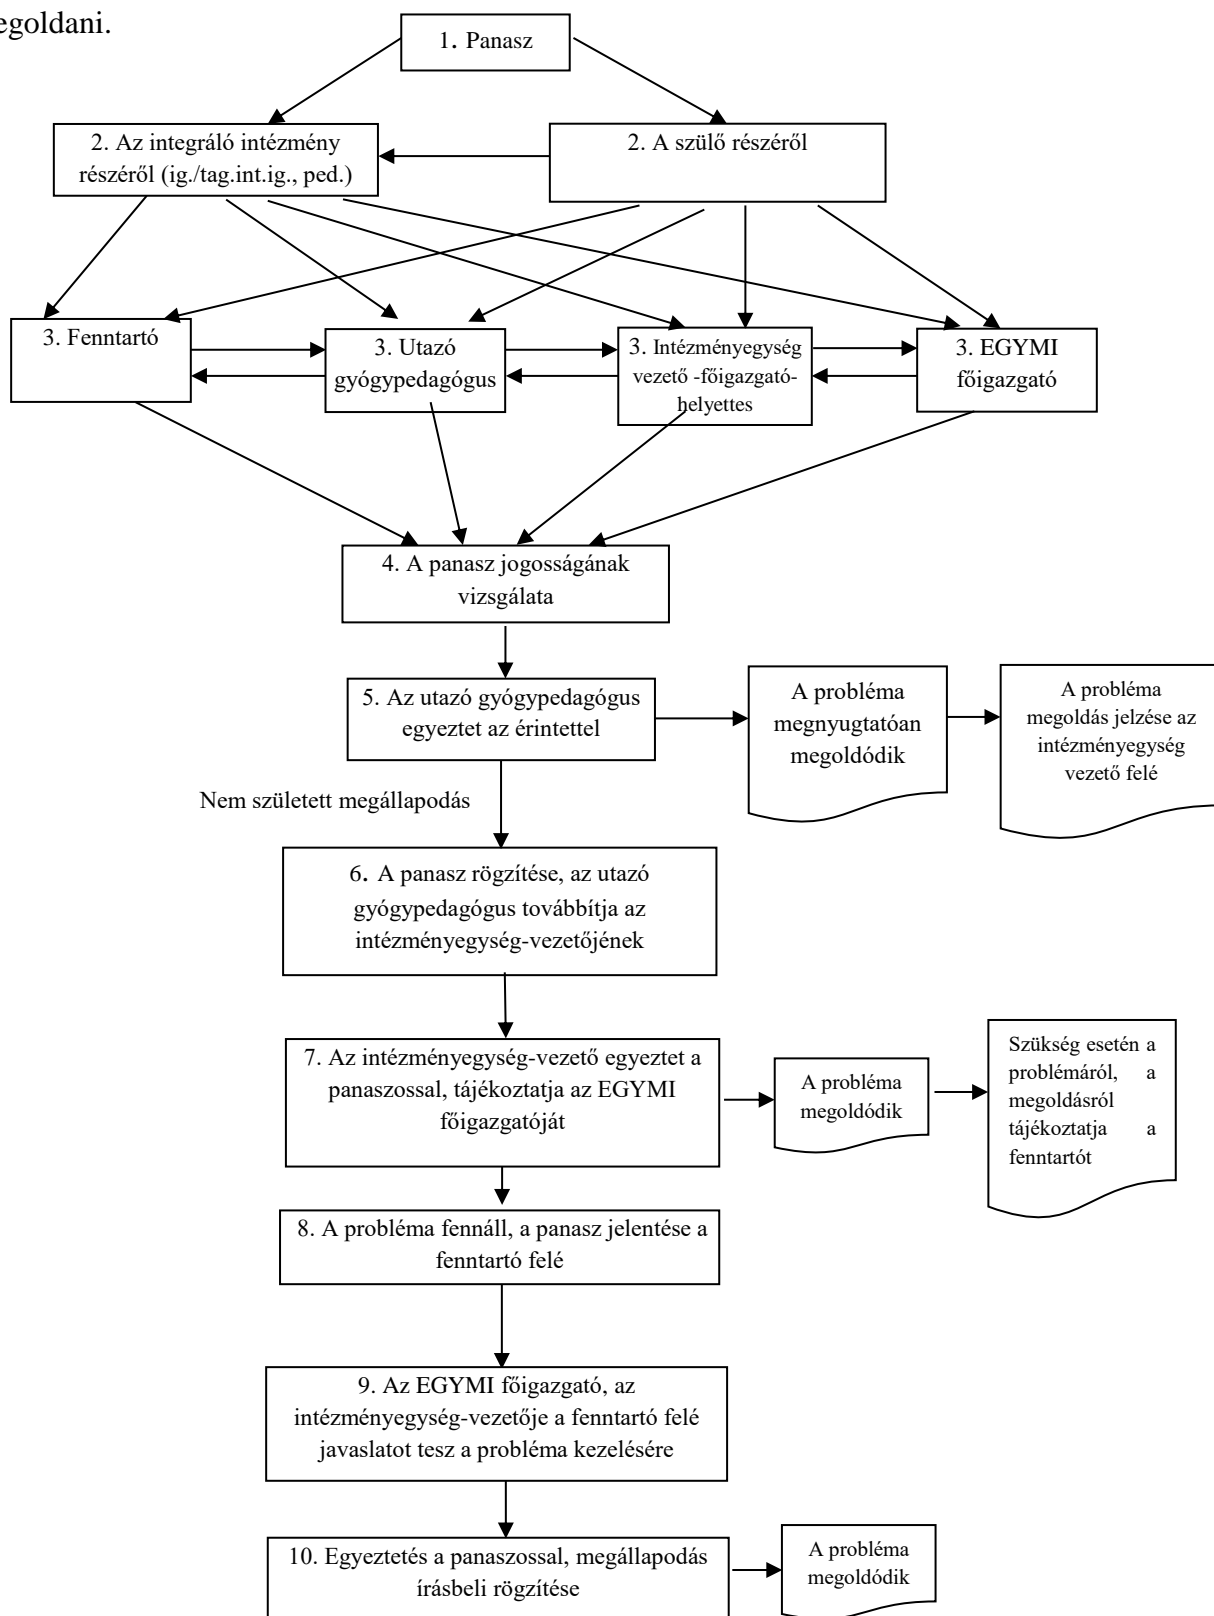 egoldani.
1. Panasz
2. Az integráló intézmény
részéről (ig./tag.int.ig., ped.)
2. A szülő részéről
3. Fenntartó
3. Utazó
gyógypedagógus
3. Intézményegység
vezető -főigazgató-
helyettes
3. EGYMI
főigazgató
4. A panasz jogosságának
vizsgálata
5. Az utazó gyógypedagógus
egyeztet az érintettel
A probléma
megnyugtatóan
megoldódik
A probléma
megoldás jelzése az
intézményegység
vezető felé
Nem született megállapodás
6. A panasz rögzítése, az utazó
gyógypedagógus továbbítja az
intézményegység-vezetőjének
7. Az intézményegység-vezető egyeztet a
panaszossal, tájékoztatja az EGYMI
főigazgatóját
A probléma
megoldódik
Szükség esetén a
problémáról, a
megoldásról
tájékoztatja a
fenntartót
8. A probléma fennáll, a panasz jelentése a
fenntartó felé
9. Az EGYMI főigazgató, az
intézményegység-vezetője a fenntartó felé
javaslatot tesz a probléma kezelésére
10. Egyeztetés a panaszossal, megállapodás
írásbeli rögzítése
A probléma
megoldódik